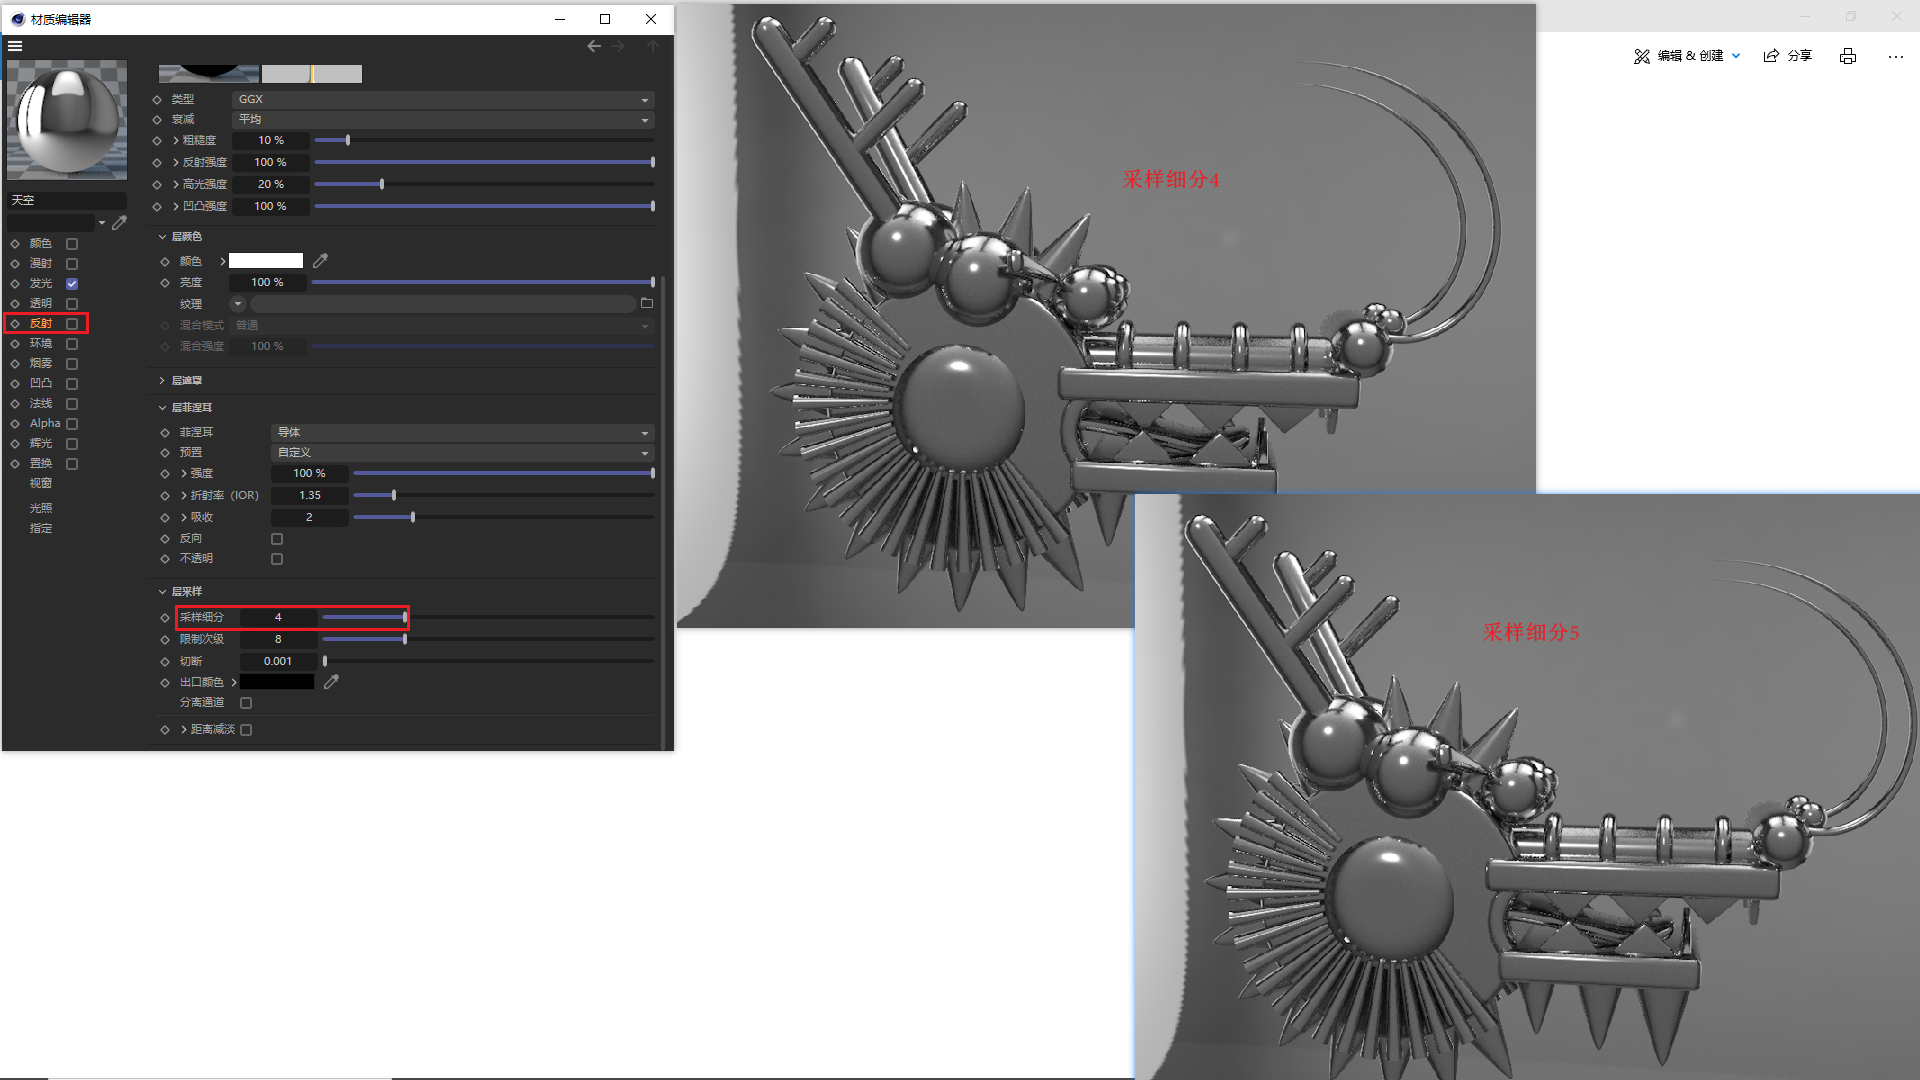 材质编辑器
编辑 & 创建
分享
类型
GGX
衰减
平均
粗糙度
10 %
反射强度
100 %
高光强度
20 %
凹凸强度
100 %
天空
颜色
漫射
发光
透明
反射
环境
烟雾
凹凸
法线
Alpha
辉光
置换
视窗
光照
指定
层颜色
颜色
亮度
100 %
纹理
混合模式
普通
混合强度
100 %
层遮罩
层菲涅耳
菲涅耳
导体
预置
自定义
强度
100 %
折射率 (IOR)
1.35
吸收
2
反向
不透明
层采样
采样细分
4
限制次级
8
切断
0.001
出口颜色
分离通道
距离减淡
采样细分4
采样细分5